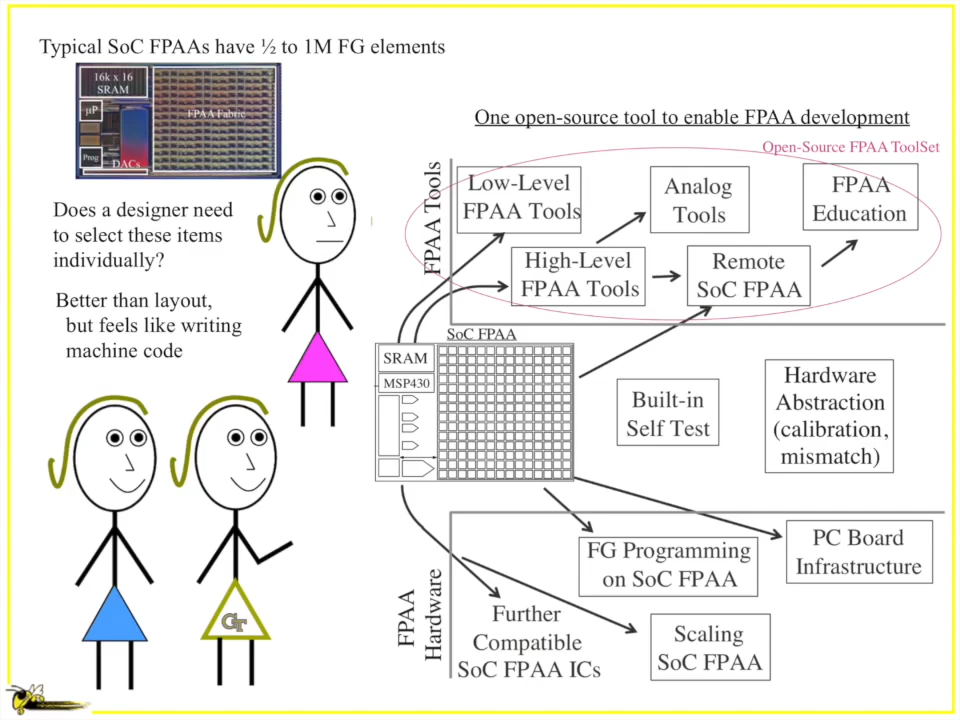 Typical SoC FPAAs have ½ to 1M FG elements
16k x 16
SRAM
µP
FPAA Fabric
Prog
DACs
Does a designer need
to select these items
individually?
Better than layout,
but feels like writing
machine code
One open-source tool to enable FPAA development
Open-Source FPAA ToolSet
FPAA Tools
Low-Level
FPAA Tools
Analog
Tools
FPAA
Education
High-Level
FPAA Tools
Remote
SoC FPAA
SoC FPAA
SRAM
MSP430
Built-in
Self Test
Hardware
Abstraction
(calibration,
mismatch)
FPAA
Hardware
FG Programming
on SoC FPAA
PC Board
Infrastructure
Further
Compatible
SoC FPAA ICs
Scaling
SoC FPAA
GT